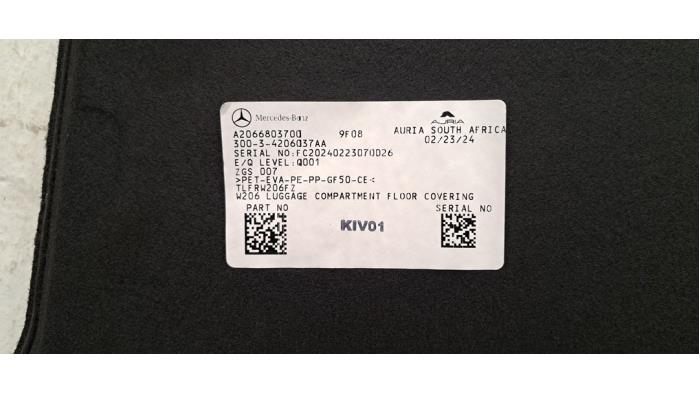 Mercedes-Benz
AURIA
A2066803700 9F08 AURIA SOUTH AFRICA
300-3-4206037AA 02/23/24
SERIAL NO:FC20240223070026
E/Q LEVEL:Q001
ZGS 007
>PET-EVA-PE-PP-GF50-CE<
TLFRW206FZ
W206 LUGGAGE COMPARTMENT FLOOR COVERING
PART NO SERIAL NO
KIV01